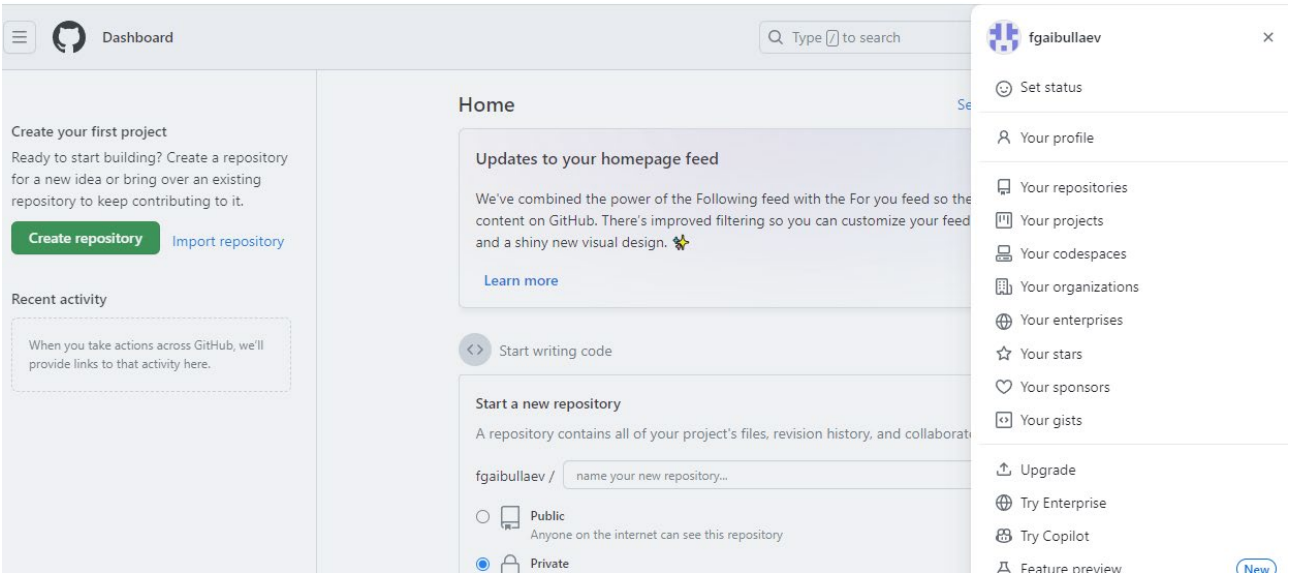 Dashboard
Type / to search
Create your first project
Ready to start building? Create a repository
for a new idea or bring over an existing
repository to keep contributing to it.
Create repository
Import repository
Recent activity
When you take actions across GitHub, we'll
provide links to that activity here.
Home
Se
Updates to your homepage feed
We've combined the power of the Following feed with the For you feed so the
content on GitHub. There's improved filtering so you can customize your feed
and a shiny new visual design. ✨
Learn more
Start writing code
Start a new repository
A repository contains all of your project's files, revision history, and collaborat
fgaibullaev /
name your new repository...
Public
Anyone on the internet can see this repository
Private
fgaibullaev
Set status
Your profile
Your repositories
Your projects
Your codespaces
Your organizations
Your enterprises
Your stars
Your sponsors
Your gists
Upgrade
Try Enterprise
Try Copilot
Feature preview
New